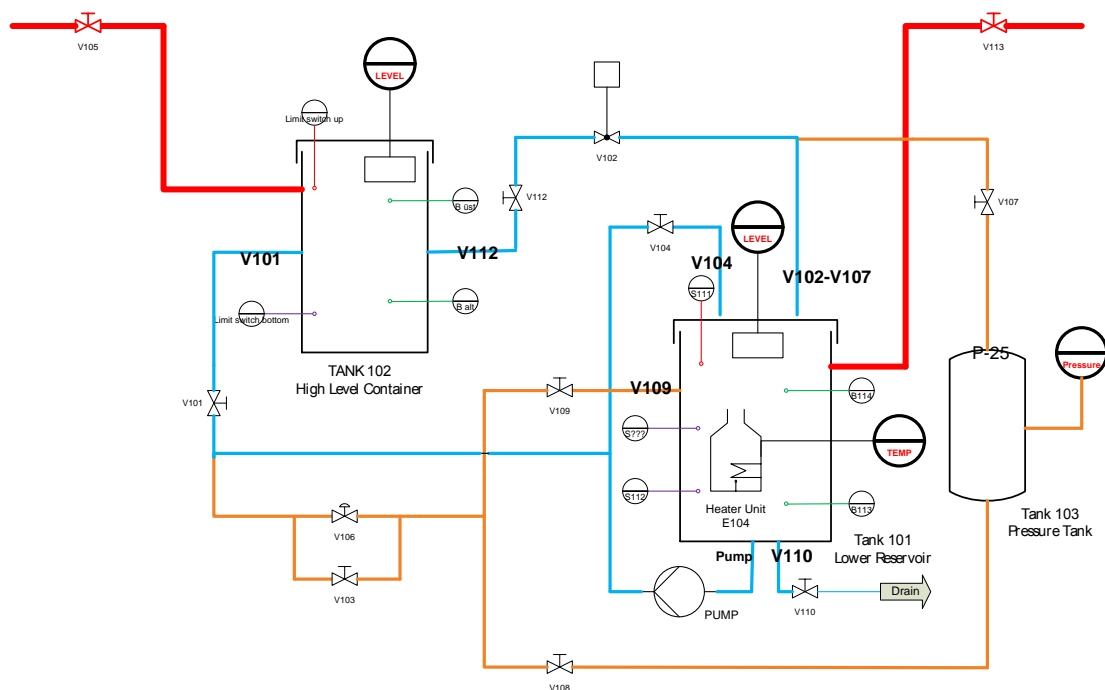 V105
V113
LEVEL
Limit switch up
V102
B üst
V112
V107
V104
LEVEL
V101
V112
V104
V102-V107
S111
B alt
Limit switch bottom
P-25
Pressure
TANK 102
High Level Container
V109
B114
V101
V109
S???
TEMP
S112
Heater Unit
E104
B113
Tank 103
Pressure Tank
V106
Pump
V110
Tank 101
Lower Reservoir
V103
PUMP
V110
Drain
V108